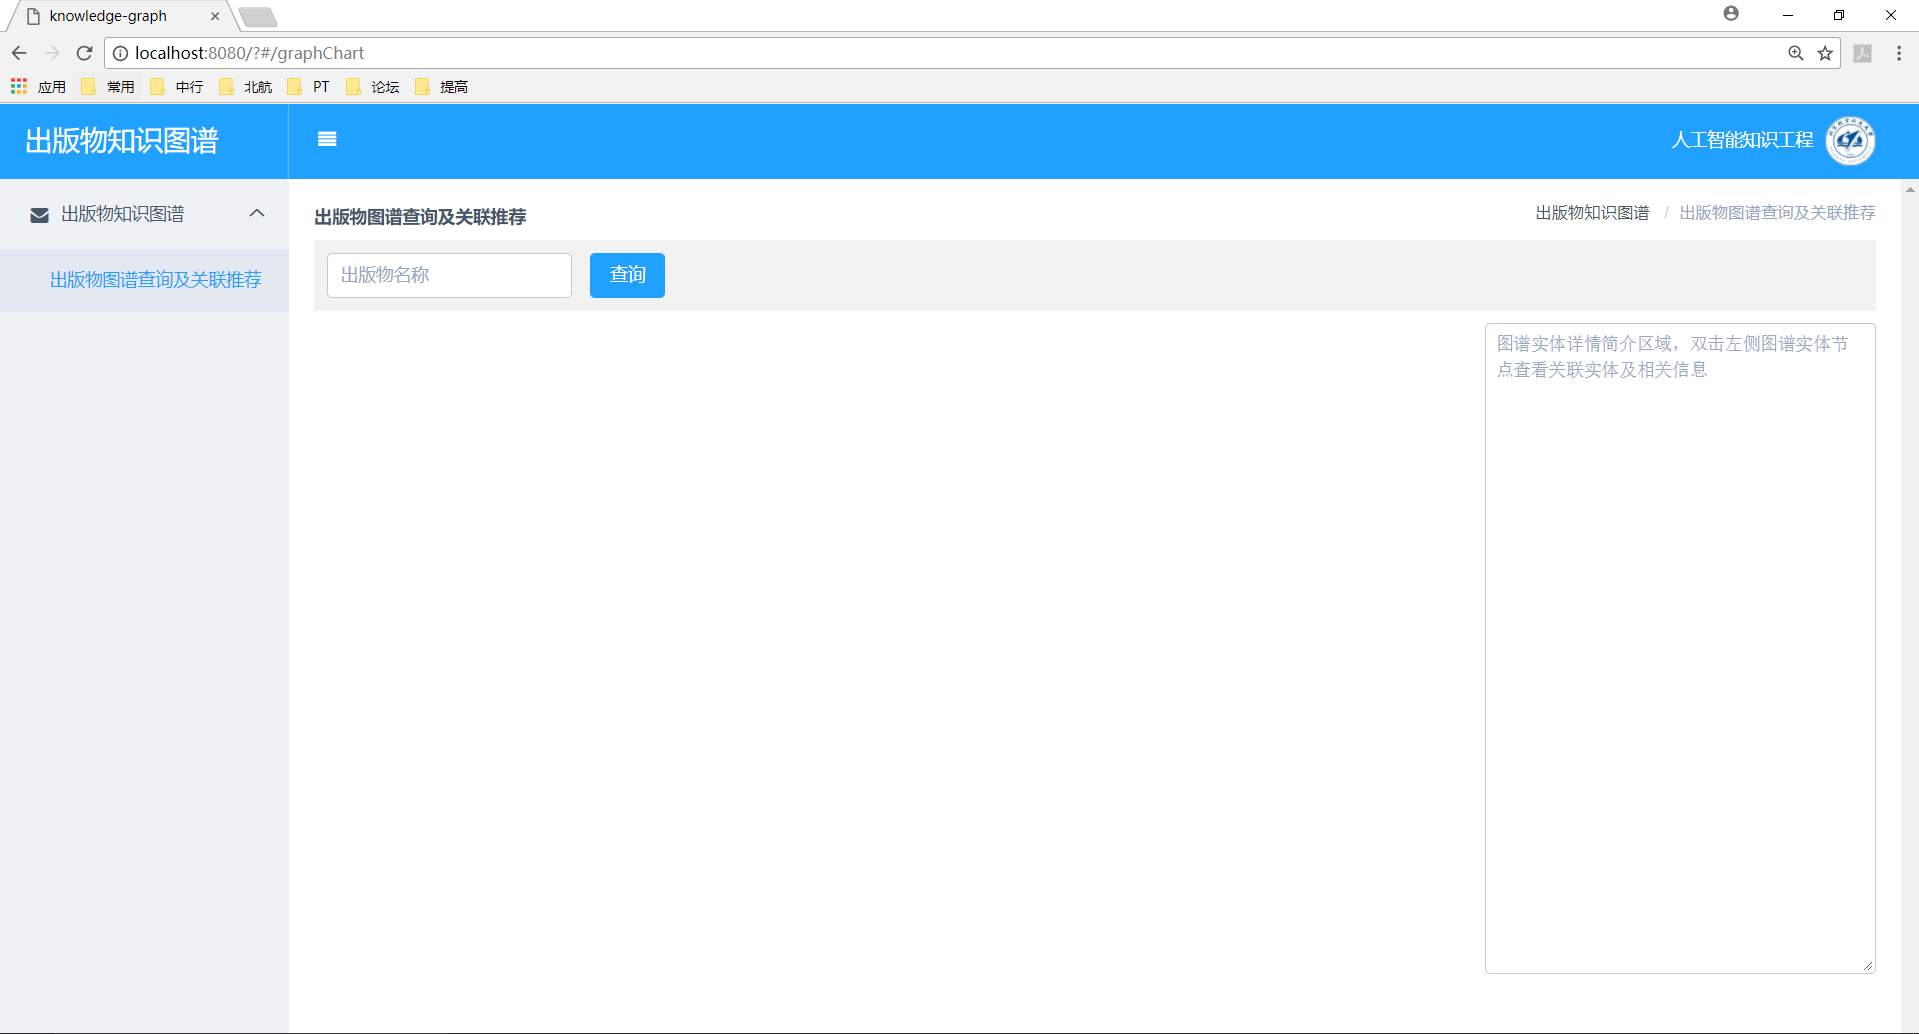 knowledge-graph
localhost:8080/?#/graphChart
应用 常用 中行 北航 PT 论坛 提高
出版物知识图谱
人工智能知识工程
出版物知识图谱
出版物图谱查询及关联推荐
出版物图谱查询及关联推荐
出版物知识图谱 / 出版物图谱查询及关联推荐
出版物名称 查询
图谱实体详情简介区域，双击左侧图谱实体节
点查看关联实体及相关信息